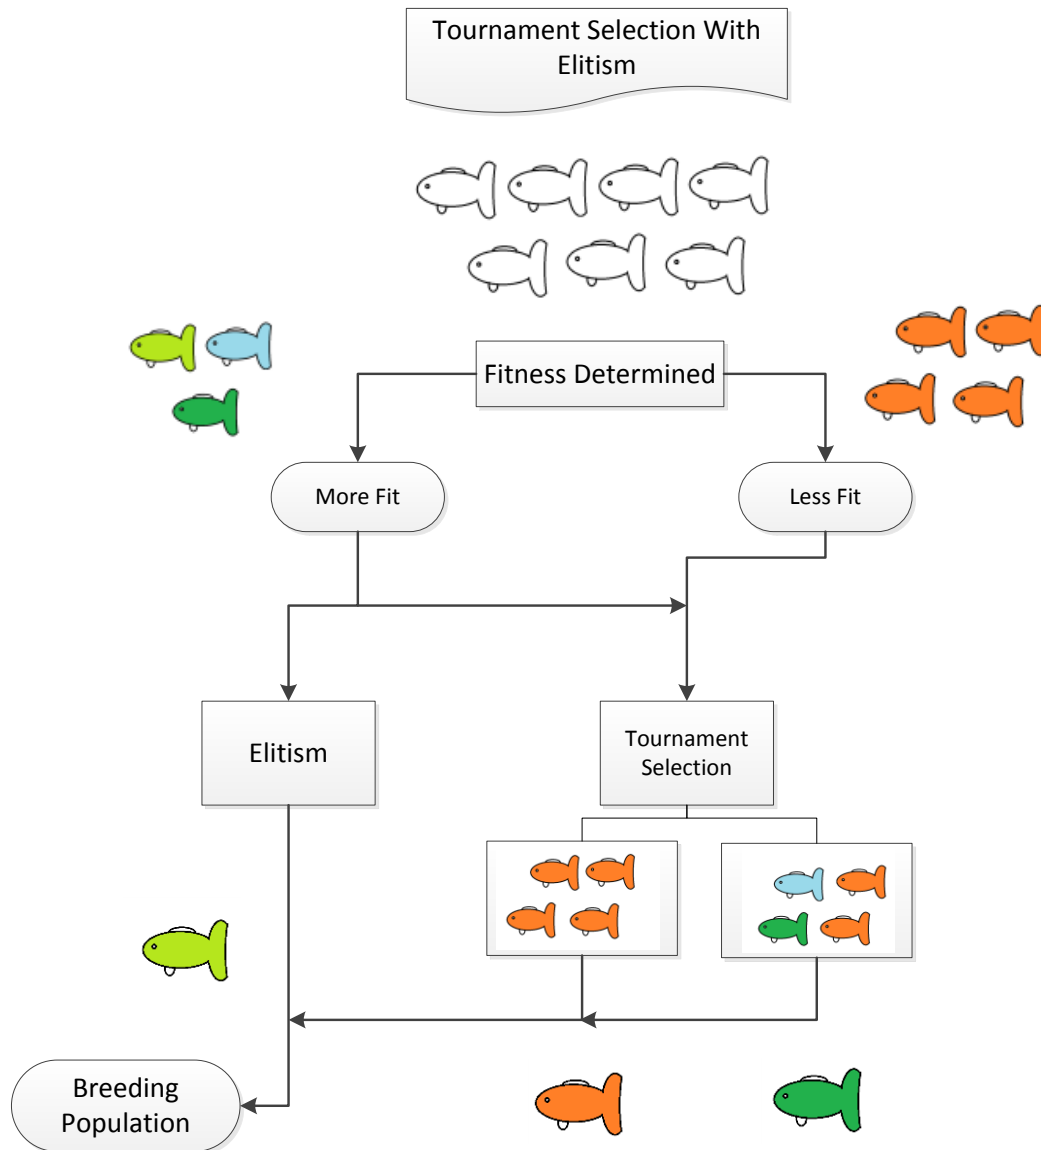 Tournament Selection With
Elitism
Fitness Determined
More Fit
Less Fit
Elitism
Tournament
Selection
Breeding
Population